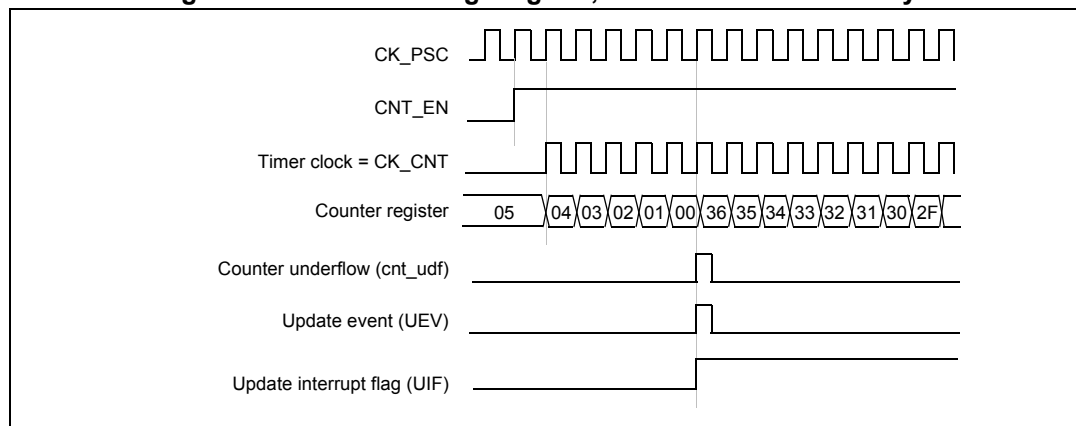 CK_PSC
CNT_EN
Timer clock = CK_CNT
Counter register 05 04 03 02 01 00 36 35 34 33 32 31 30 2F
Counter underflow (cnt_udf)
Update event (UEV)
Update interrupt flag (UIF)